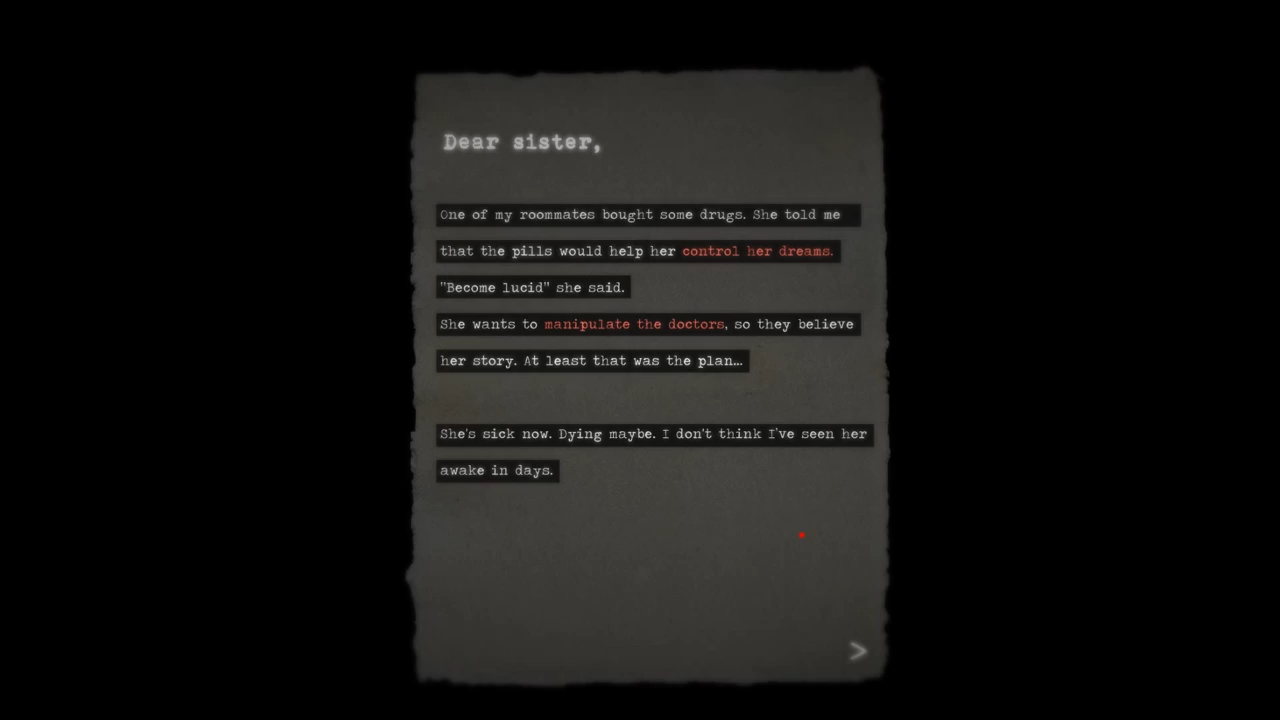 Dear sister,
One of my roommates bought some drugs. She told me
that the pills would help her control her dreams.
"Become lucid" she said.
She wants to manipulate the doctors, so they believe
her story. At least that was the plan...
She's sick now. Dying maybe. I don't think I've seen her
awake in days.
>